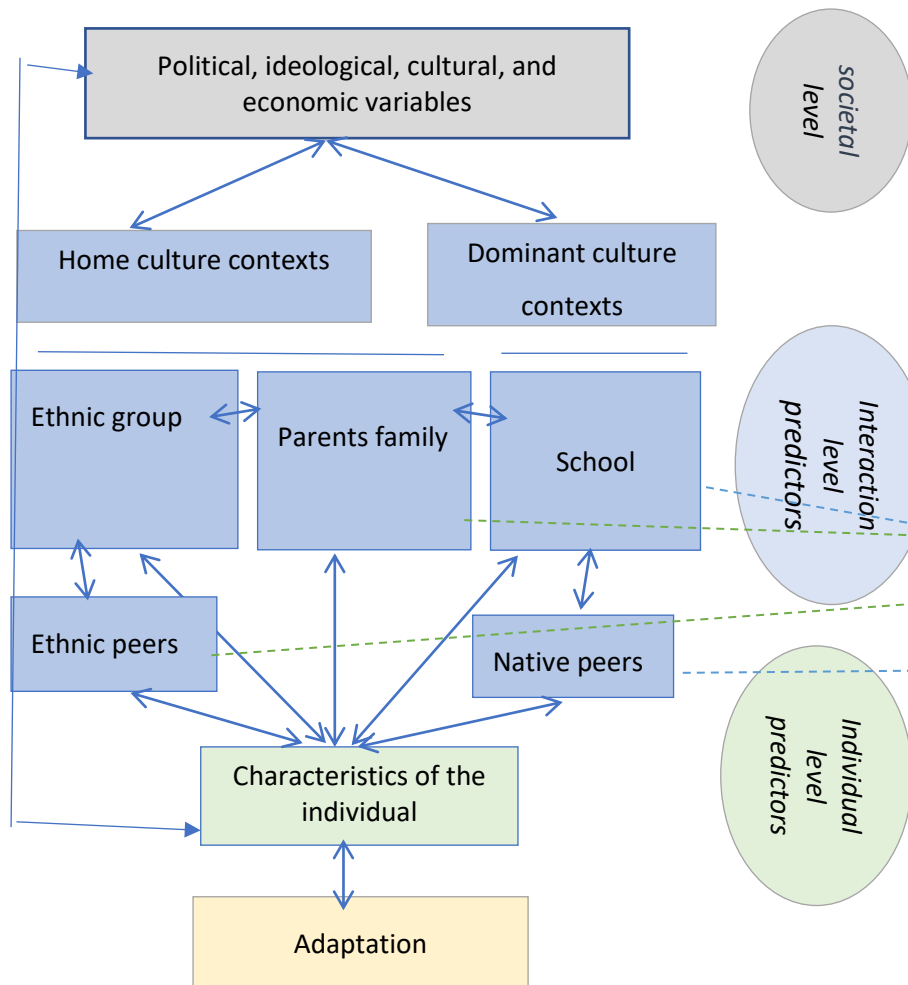 Political, ideological, cultural, and
economic variables
societal
level
Home culture contexts
Dominant culture
contexts
Ethnic group
Parents family
School
Interaction
level
predictors
Ethnic peers
Native peers
Individual
level
predictors
Characteristics of the
individual
Adaptation